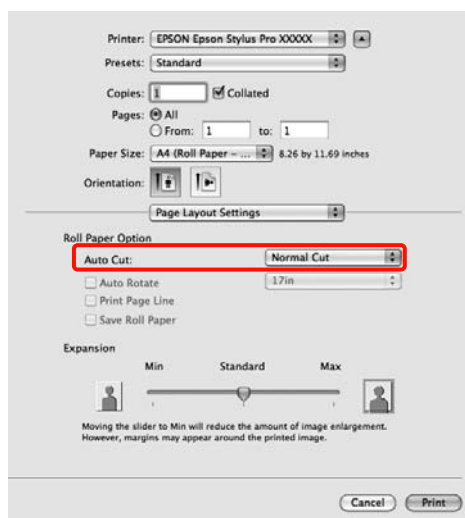 Printer: EPSON Epson Stylus Pro XXXXX
Presets: Standard
Copies: 1 Collated
Pages: All
From: 1 to: 1
Paper Size: A4 (Roll Paper – ... 8.26 by 11.69 inches
Orientation:
Page Layout Settings
Roll Paper Option
Auto Cut: Normal Cut
Auto Rotate 17in
Print Page Line
Save Roll Paper
Expansion
Min Standard Max
Moving the slider to Min will reduce the amount of image enlargement.
However, margins may appear around the printed image.
Cancel Print